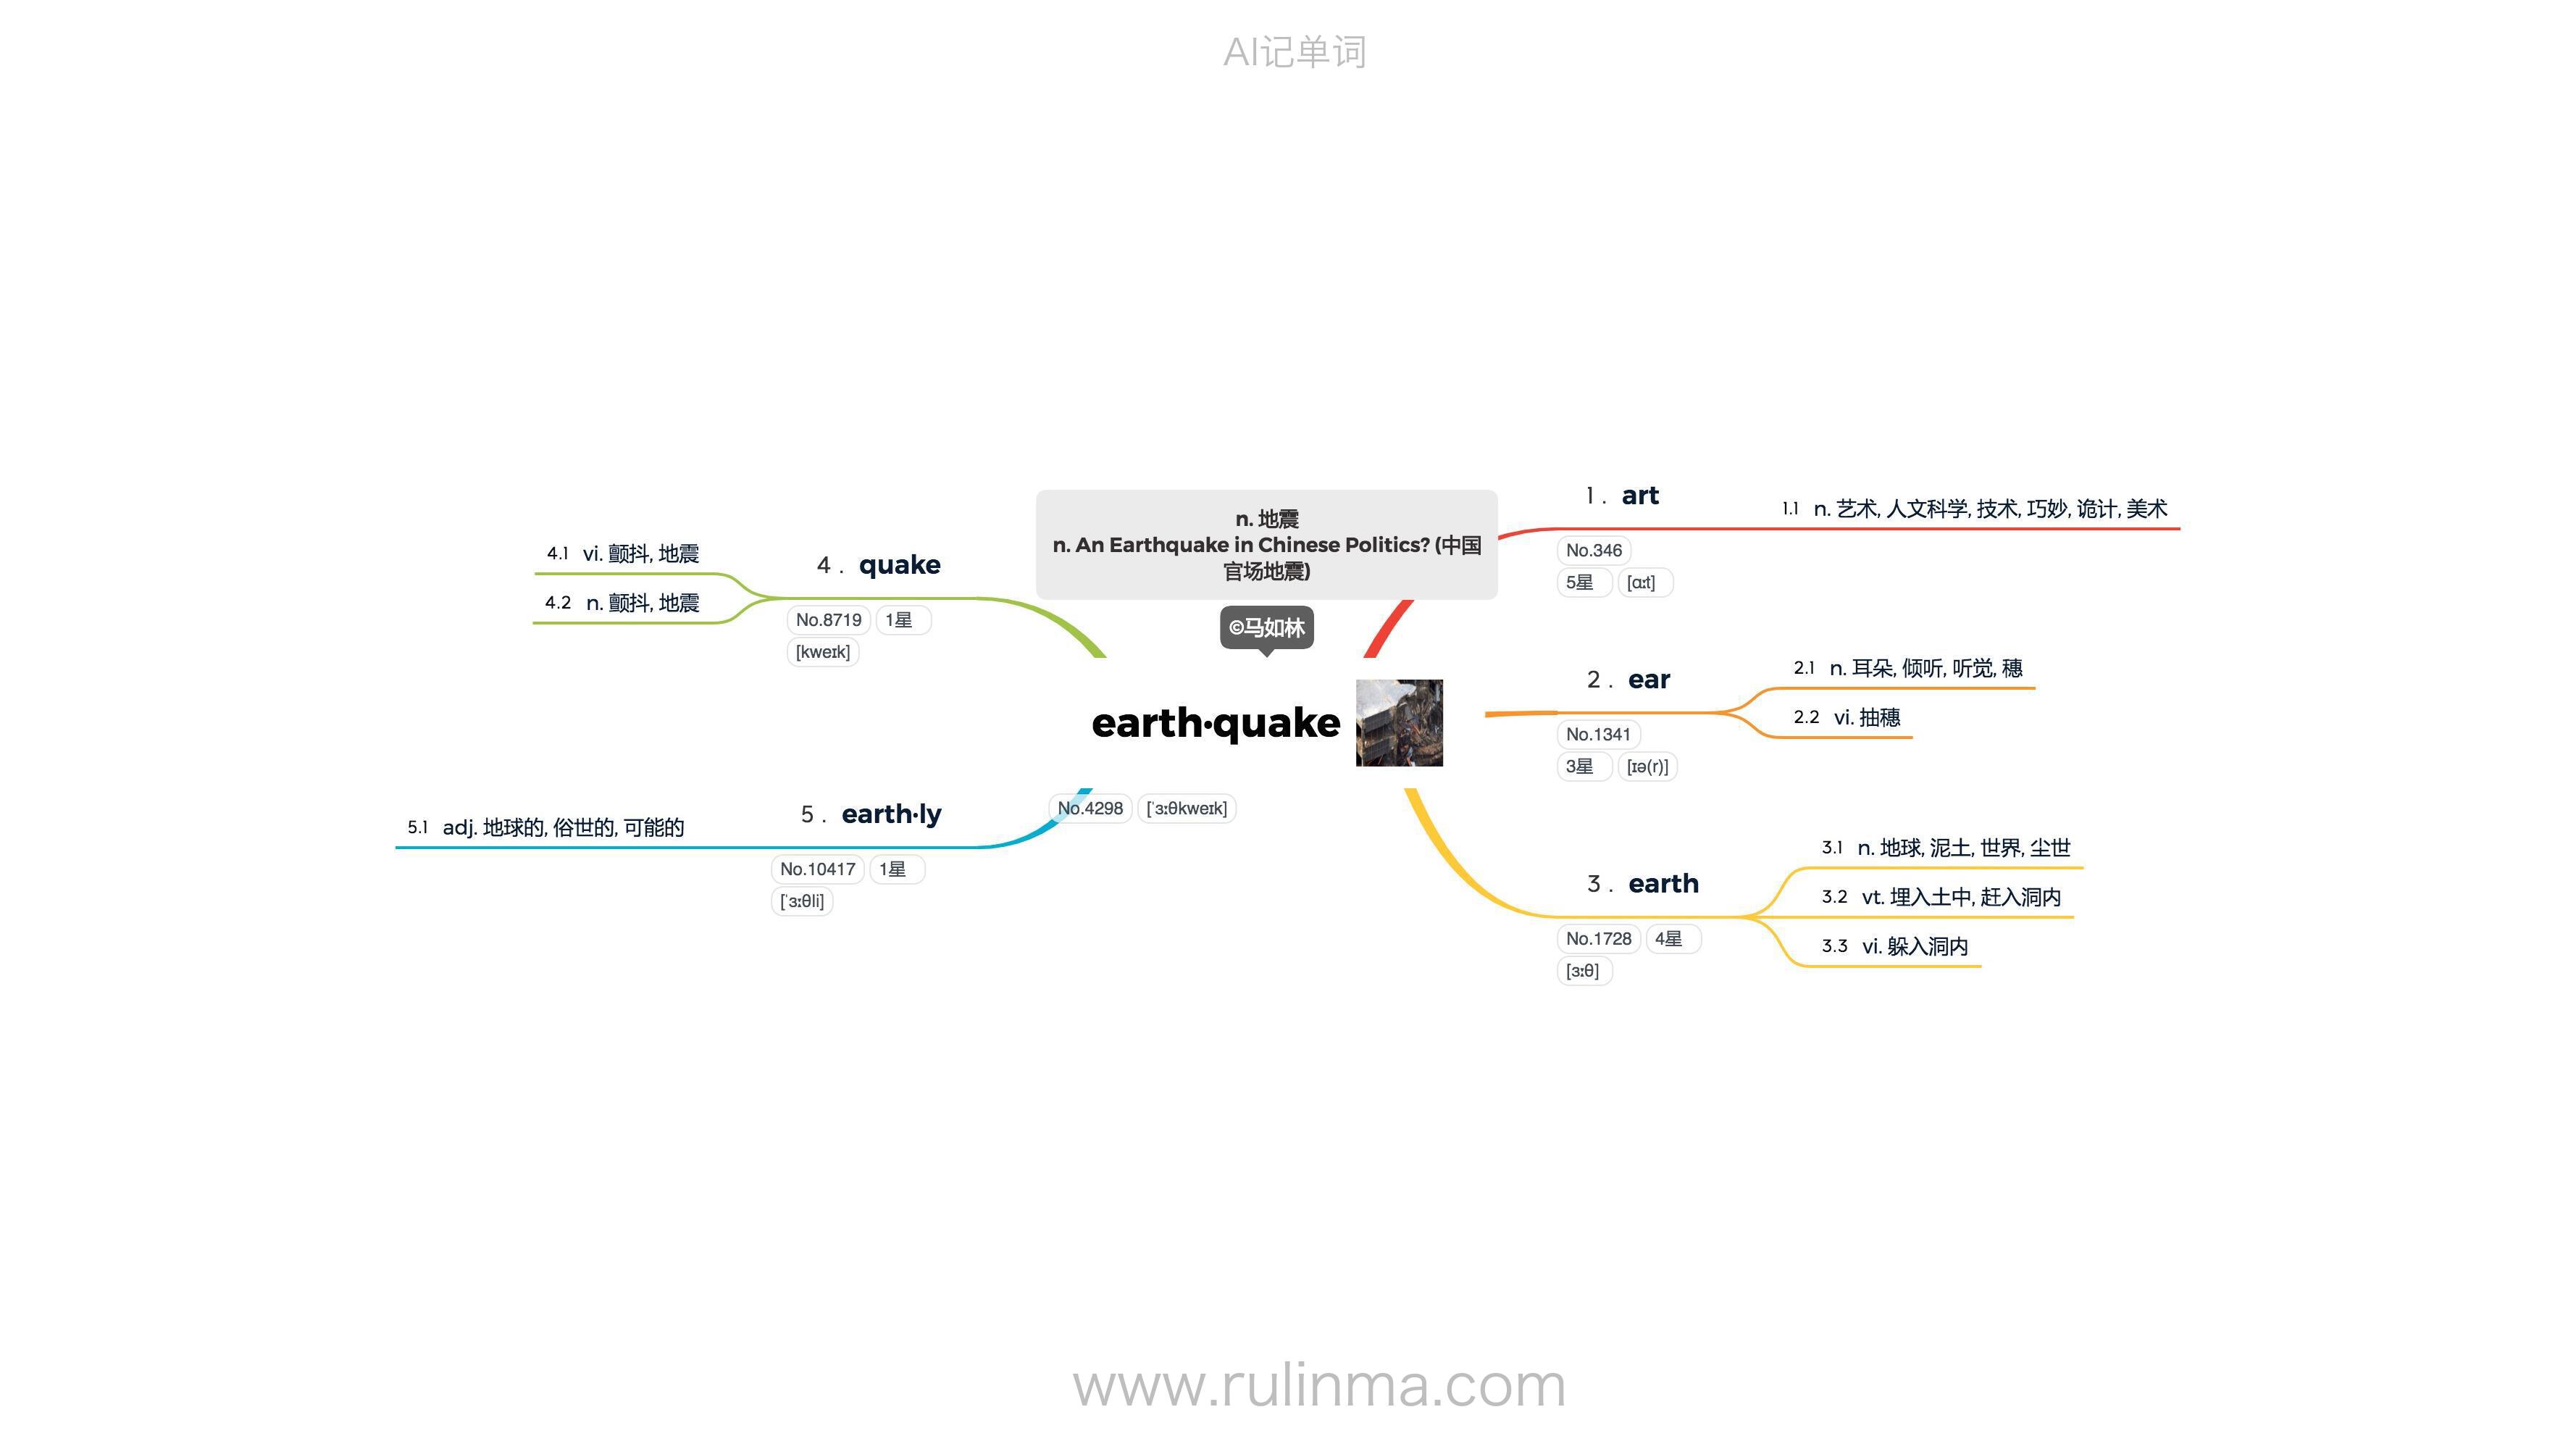 AI记单词
n. 地震
n. An Earthquake in Chinese Politics? (中国
官场地震)
©马如林
earth·quake
No.4298 [ˈɜːθkweɪk]
1. art
No.346
5星 [ɑːt]
1.1 n. 艺术, 人文科学, 技术, 巧妙, 诡计, 美术
2. ear
No.1341
3星 [ɪə(r)]
2.1 n. 耳朵, 倾听, 听觉, 穗
2.2 vi. 抽穗
3. earth
No.1728 4星
[ɜːθ]
3.1 n. 地球, 泥土, 世界, 尘世
3.2 vt. 埋入土中, 赶入洞内
3.3 vi. 躲入洞内
4. quake
No.8719 1星
[kweɪk]
4.1 vi. 颤抖, 地震
4.2 n. 颤抖, 地震
5. earth·ly
No.10417 1星
[ˈɜːθli]
5.1 adj. 地球的, 俗世的, 可能的
www.rulinma.com